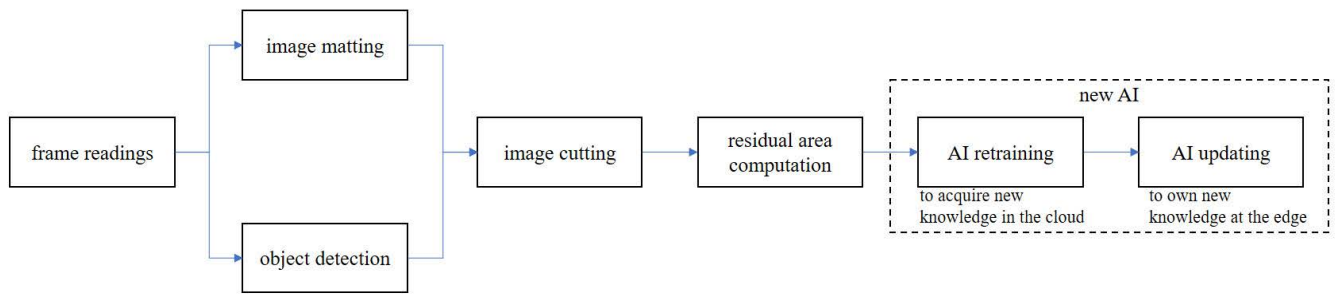 frame readings
image matting
object detection
image cutting
residual area
computation
new AI
AI retraining
to acquire new
knowledge in the cloud
AI updating
to own new
knowledge at the edge